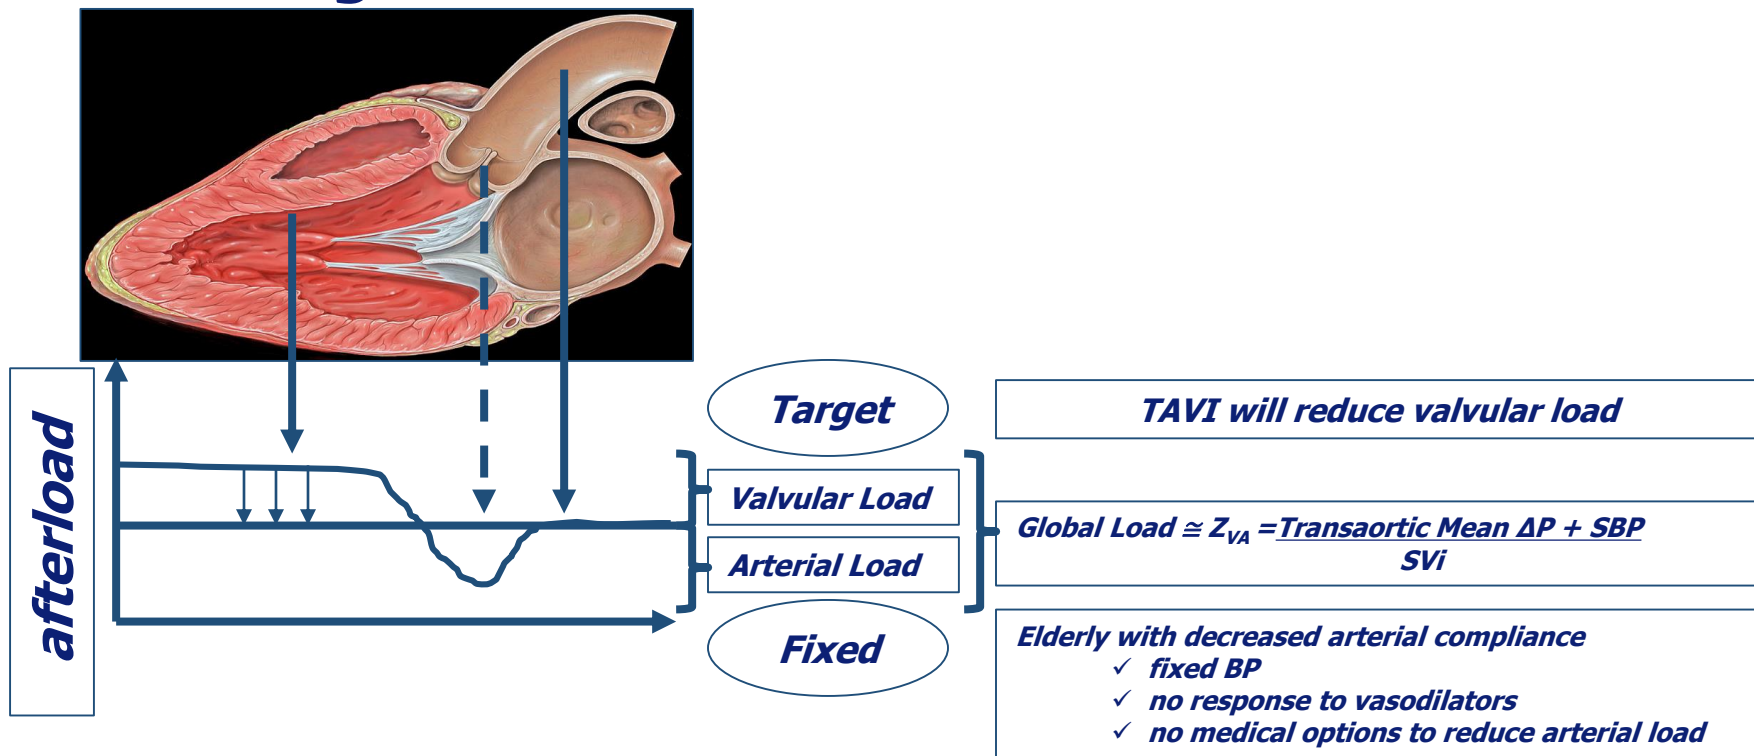 afterload
Target
Valvular Load
Arterial Load
Fixed
TAVI will reduce valvular load
Global Load ≅ Z_VA = Transaortic Mean ΔP + SBP
SVi
Elderly with decreased arterial compliance
✓ fixed BP
✓ no response to vasodilators
✓ no medical options to reduce arterial load